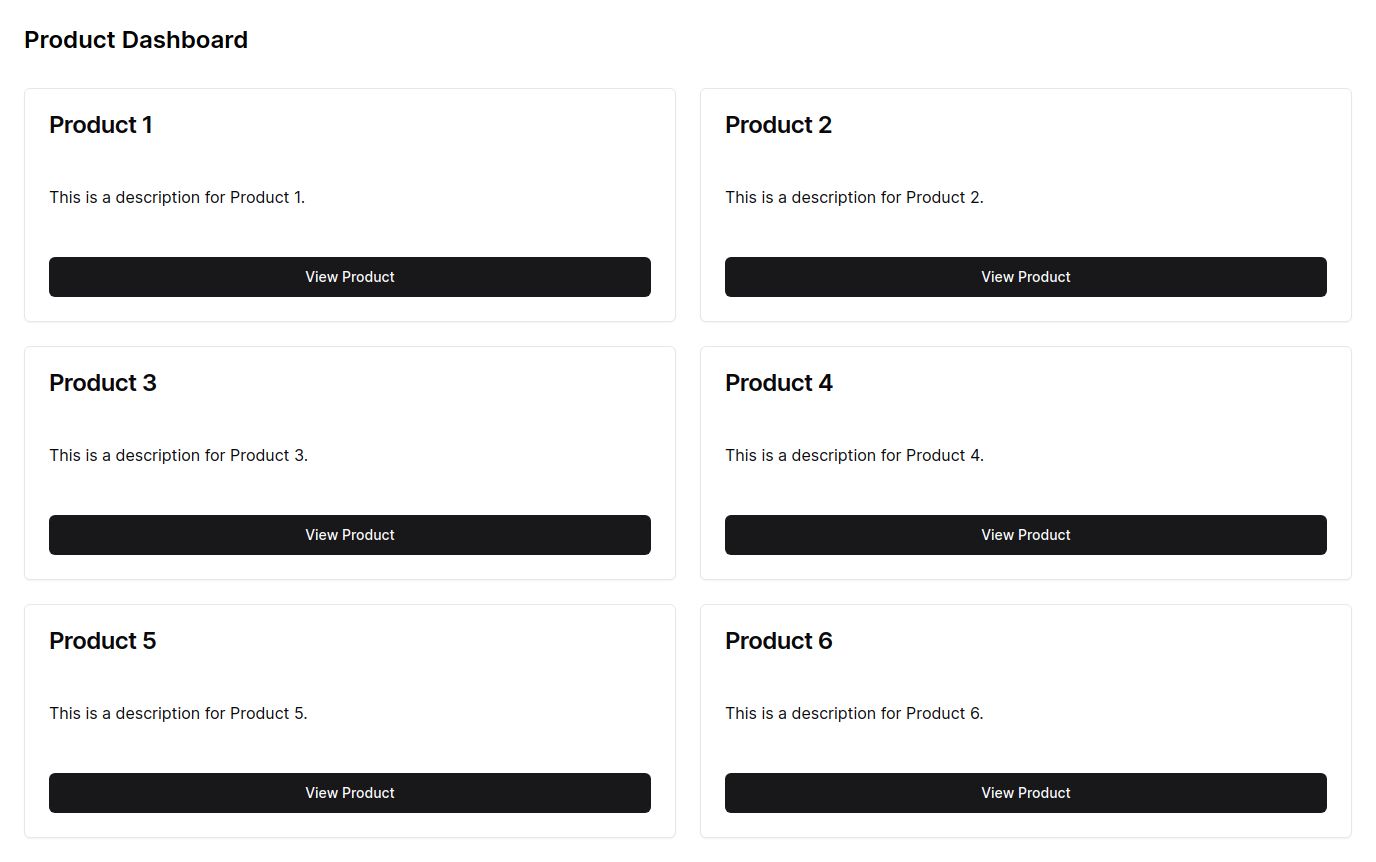 Product Dashboard
Product 1
This is a description for Product 1.
View Product
Product 2
This is a description for Product 2.
View Product
Product 3
This is a description for Product 3.
View Product
Product 4
This is a description for Product 4.
View Product
Product 5
This is a description for Product 5.
View Product
Product 6
This is a description for Product 6.
View Product